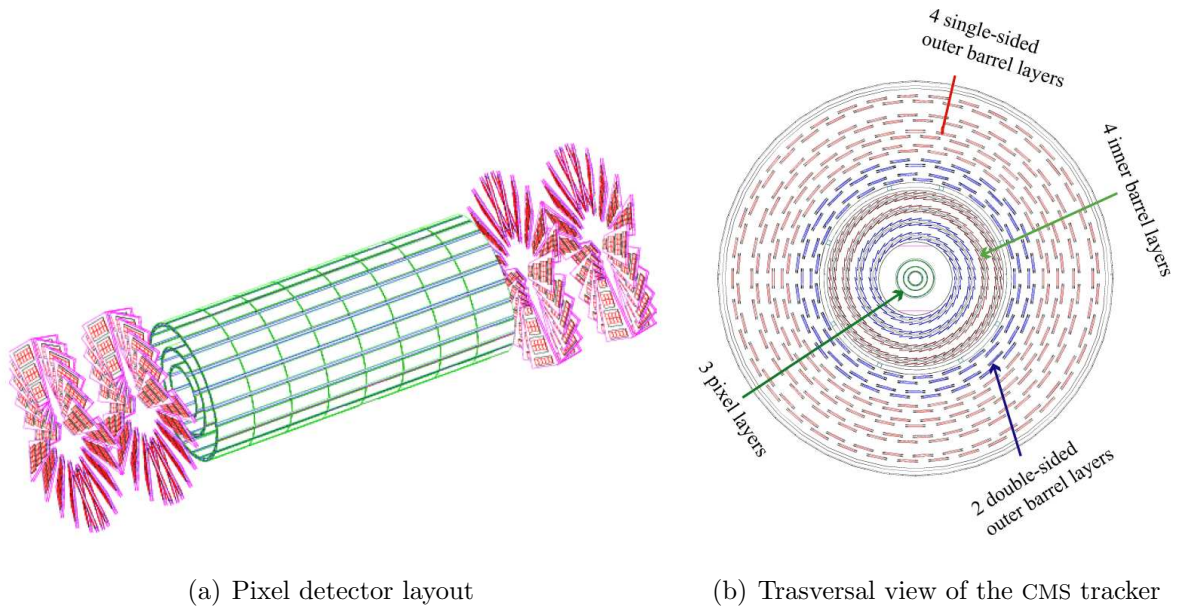 4 single-sided
outer barrel layers
4 inner barrel layers
3 pixel layers
2 double-sided
outer barrel layers
(a) Pixel detector layout
(b) Trasversal view of the CMS tracker